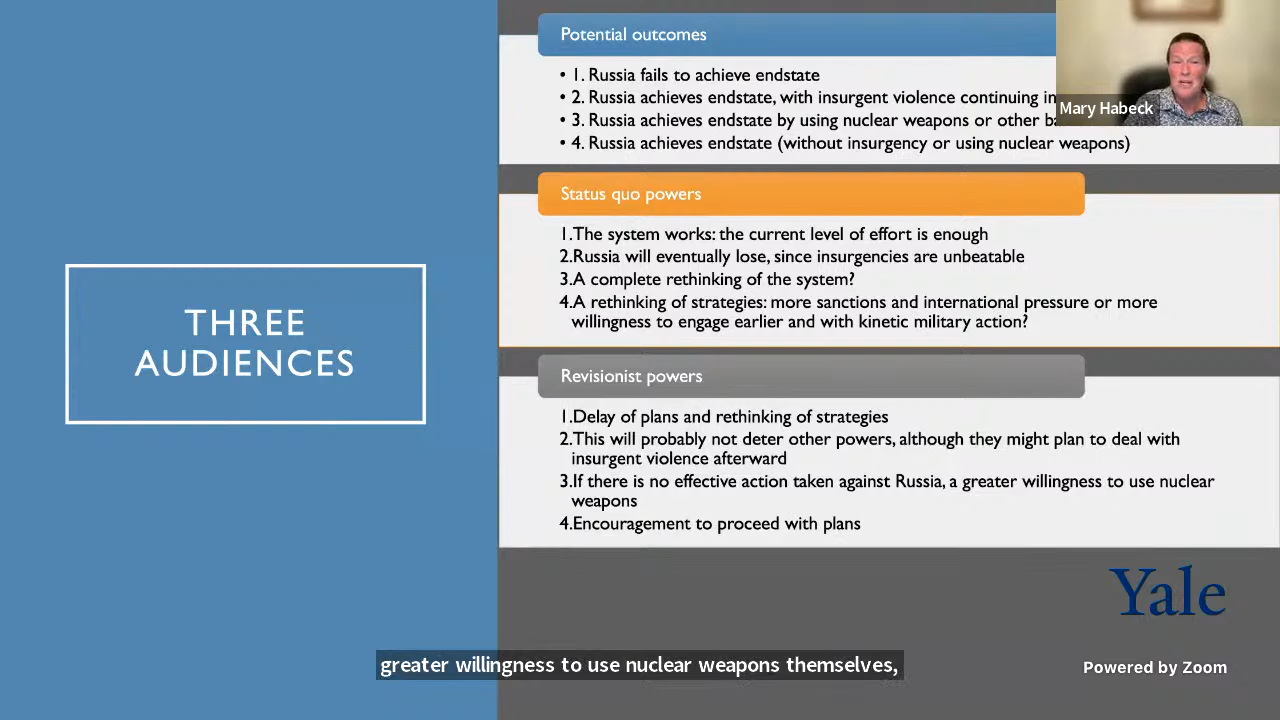 THREE
AUDIENCES
Potential outcomes
• 1. Russia fails to achieve endstate
• 2. Russia achieves endstate, with insurgent violence continuing in
• 3. Russia achieves endstate by using nuclear weapons or other
• 4. Russia achieves endstate (without insurgency or using nuclear weapons)
Mary Habeck
Status quo powers
1.The system works: the current level of effort is enough
2.Russia will eventually lose, since insurgencies are unbeatable
3.A complete rethinking of the system?
4.A rethinking of strategies: more sanctions and international pressure or more
willingness to engage earlier and with kinetic military action?
Revisionist powers
1.Delay of plans and rethinking of strategies
2.This will probably not deter other powers, although they might plan to deal with
insurgent violence afterward
3.If there is no effective action taken against Russia, a greater willingness to use nuclear
weapons
4.Encouragement to proceed with plans
Yale
greater willingness to use nuclear weapons themselves,
Powered by Zoom